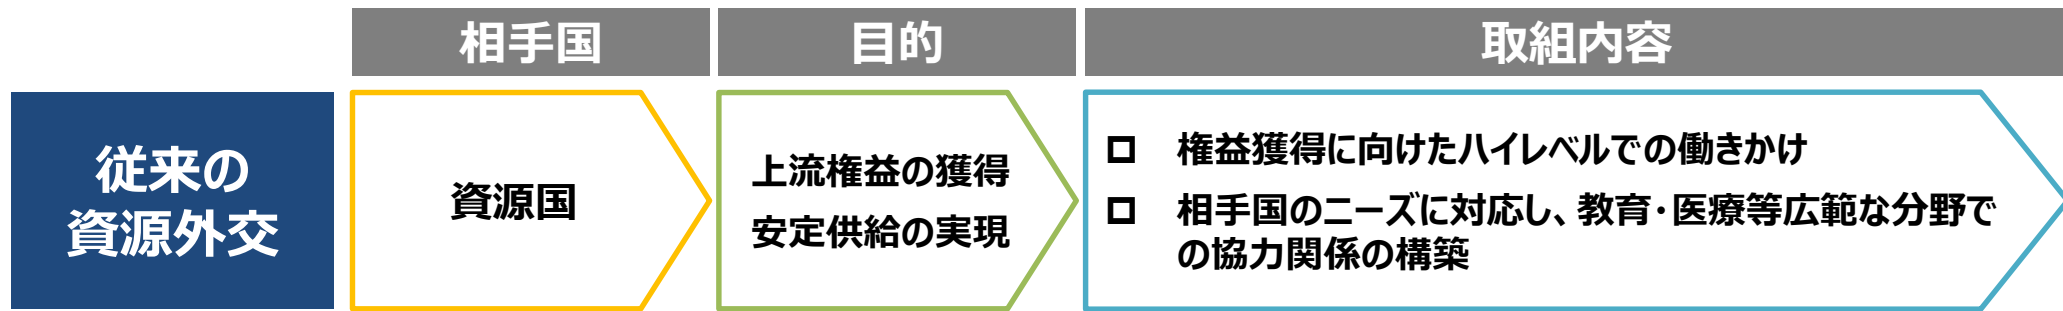 相手国
目的
取組内容
従来の
資源外交
資源国
上流権益の獲得
安定供給の実現
権益獲得に向けたハイレベルでの働きかけ
相手国のニーズに対応し、教育・医療等広範な分野で
の協力関係の構築